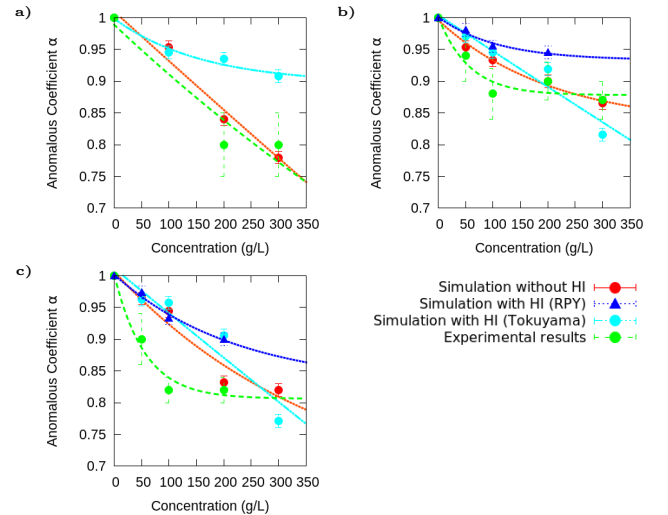 a)
1
0.95
0.9
0.85
0.8
0.75
0.7
Anomalous Coefficient α
0 50 100 150 200 250 300 350
Concentration (g/L)
b)
1
0.95
0.9
0.85
0.8
0.75
0.7
Anomalous Coefficient α
0 50 100 150 200 250 300 350
Concentration (g/L)
c)
1
0.95
0.9
0.85
0.8
0.75
0.7
Anomalous Coefficient α
0 50 100 150 200 250 300 350
Concentration (g/L)
Simulation without HI
Simulation with HI (RPY)
Simulation with HI (Tokuyama)
Experimental results